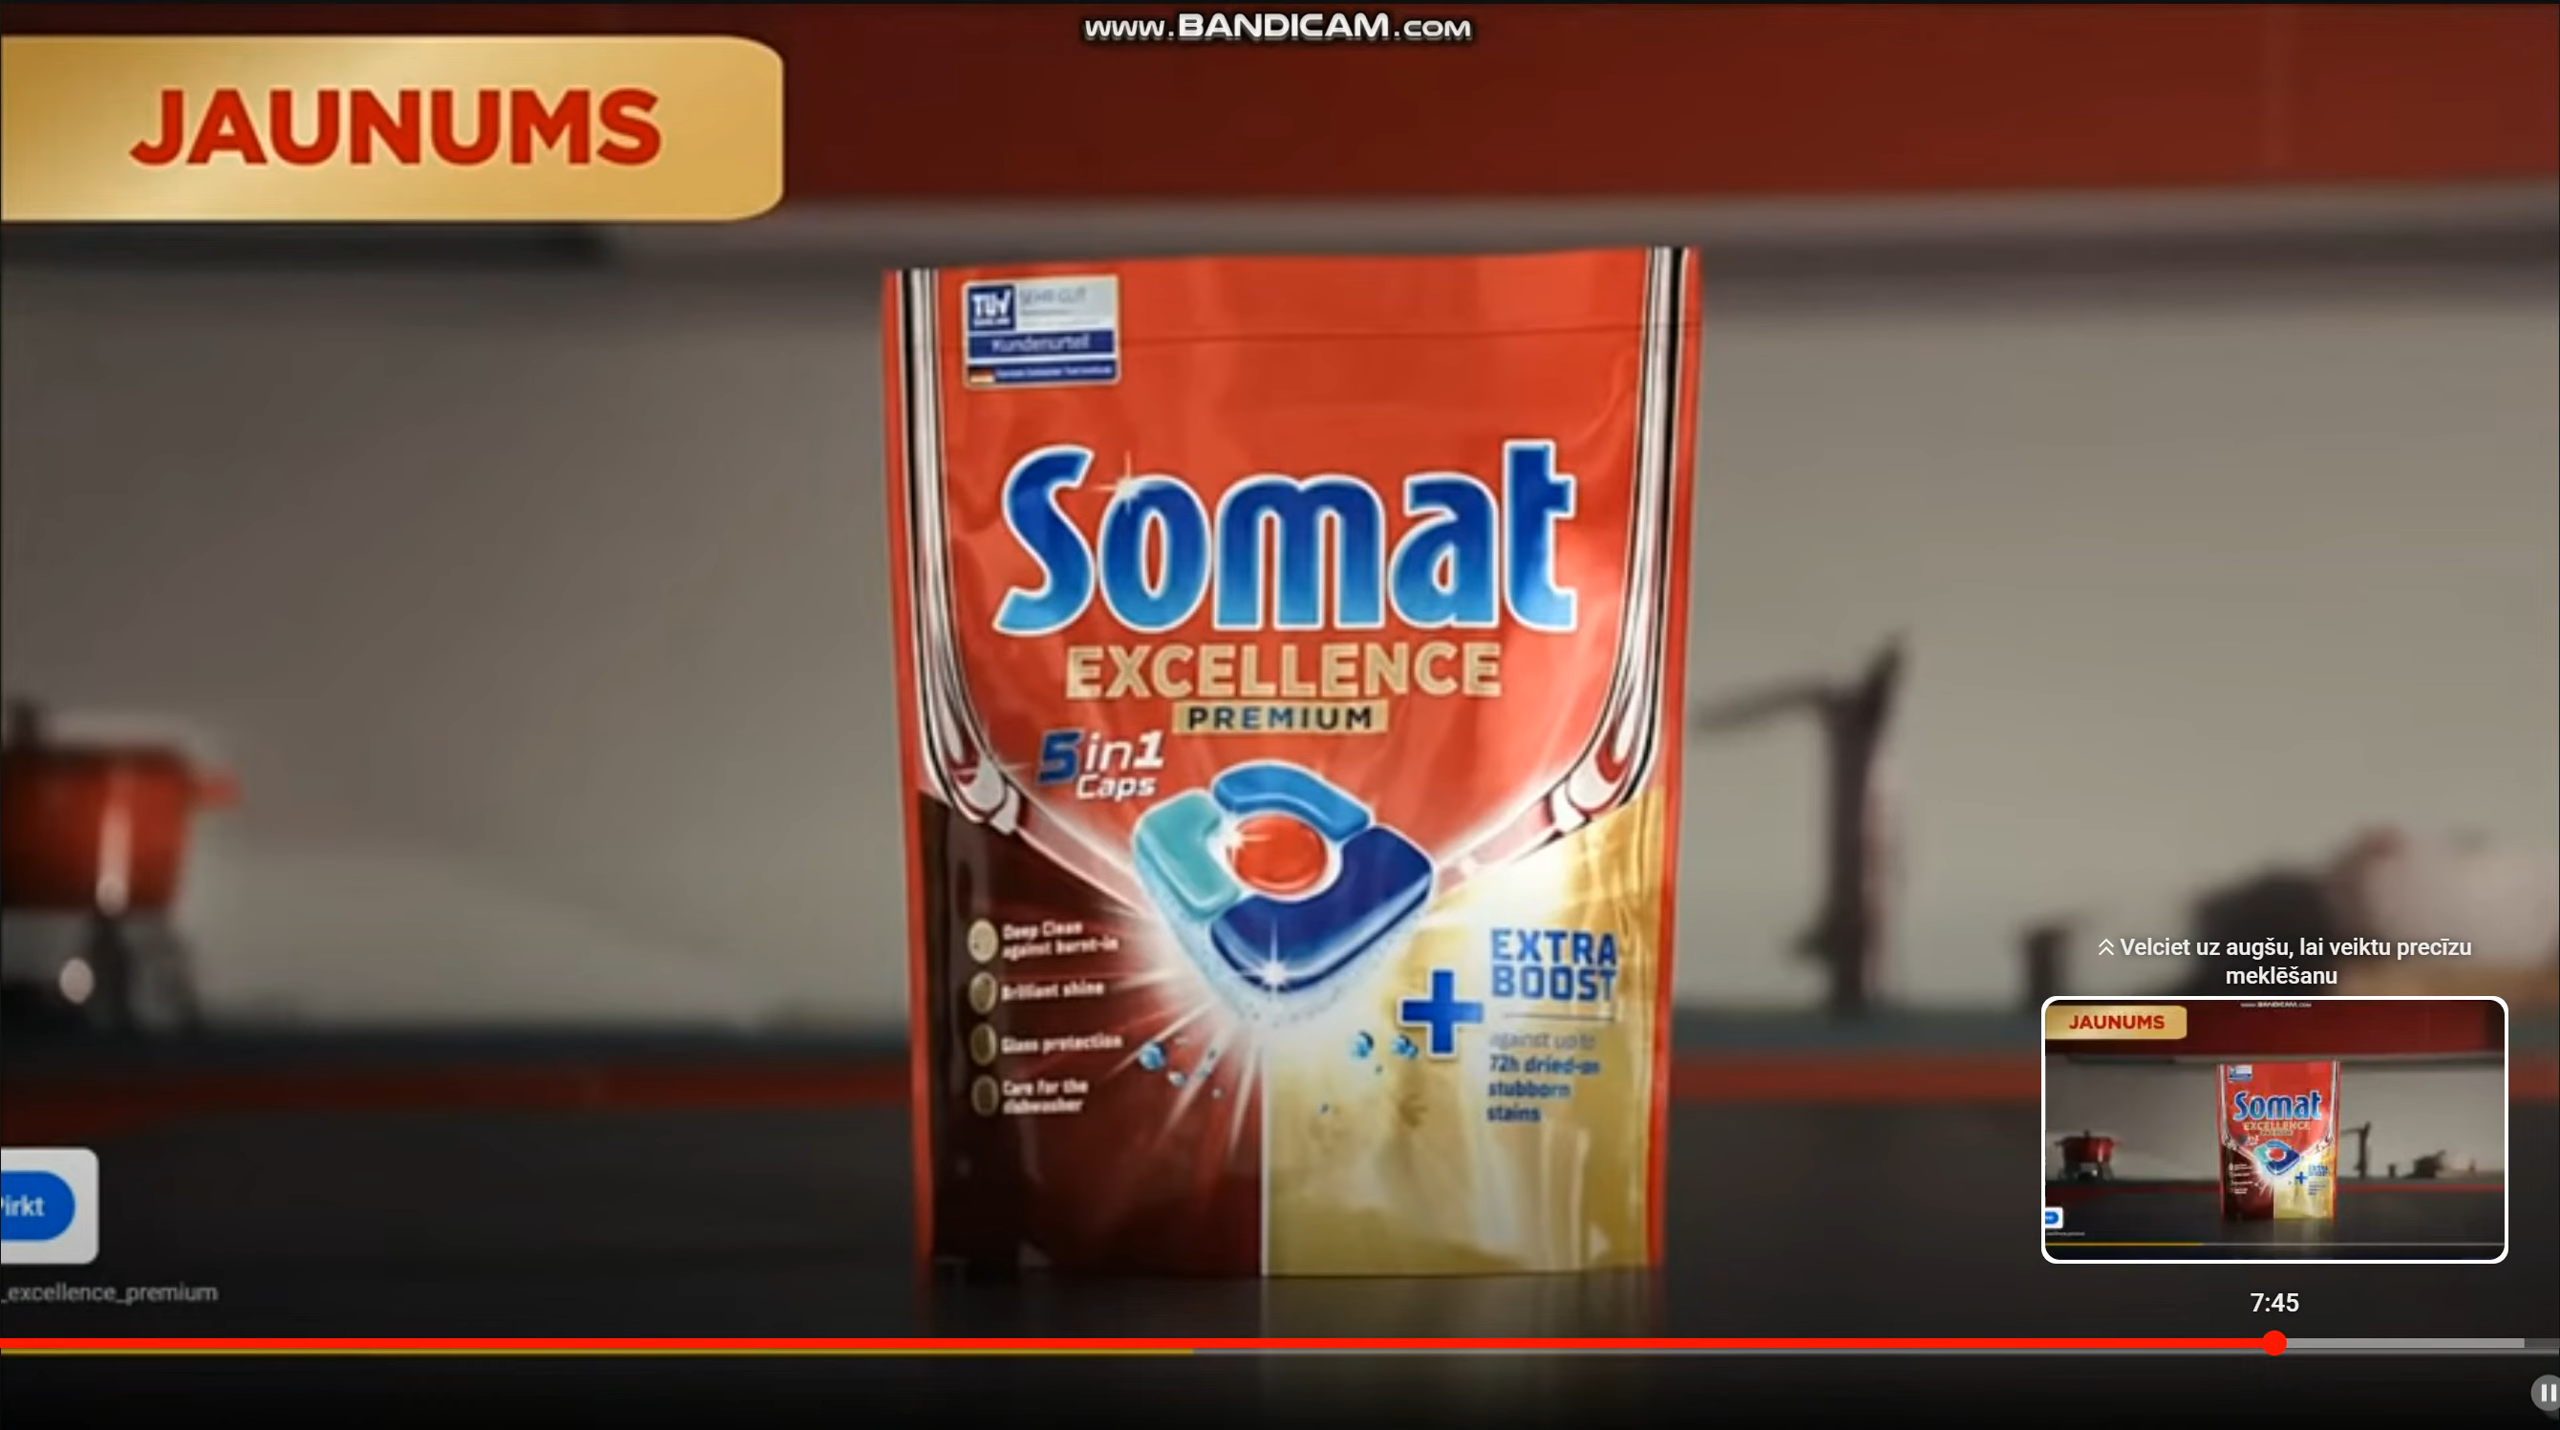 www.BANDICAM.com
JAUNUMS
TÜV
SEHR GUT
Kundenurteil
Somat
EXCELLENCE
PREMIUM
5in1
Caps
Deep Clean
against burnt-in
Brilliant shine
Glass protection
Care for the
dishwasher
+
EXTRA
BOOST
against up to
72h dried-on
stubborn
stains
Velciet uz augšu, lai veiktu precīzu
meklēšanu
JAUNUMS
Somat
EXCELLENCE
7:45
irkt
_excellence_premium